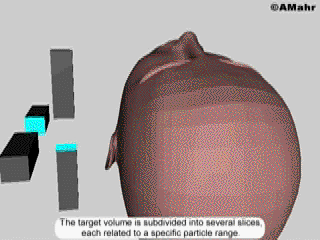 ©AMahr
The target volume is subdivided into several slices,
each related to a specific particle range.